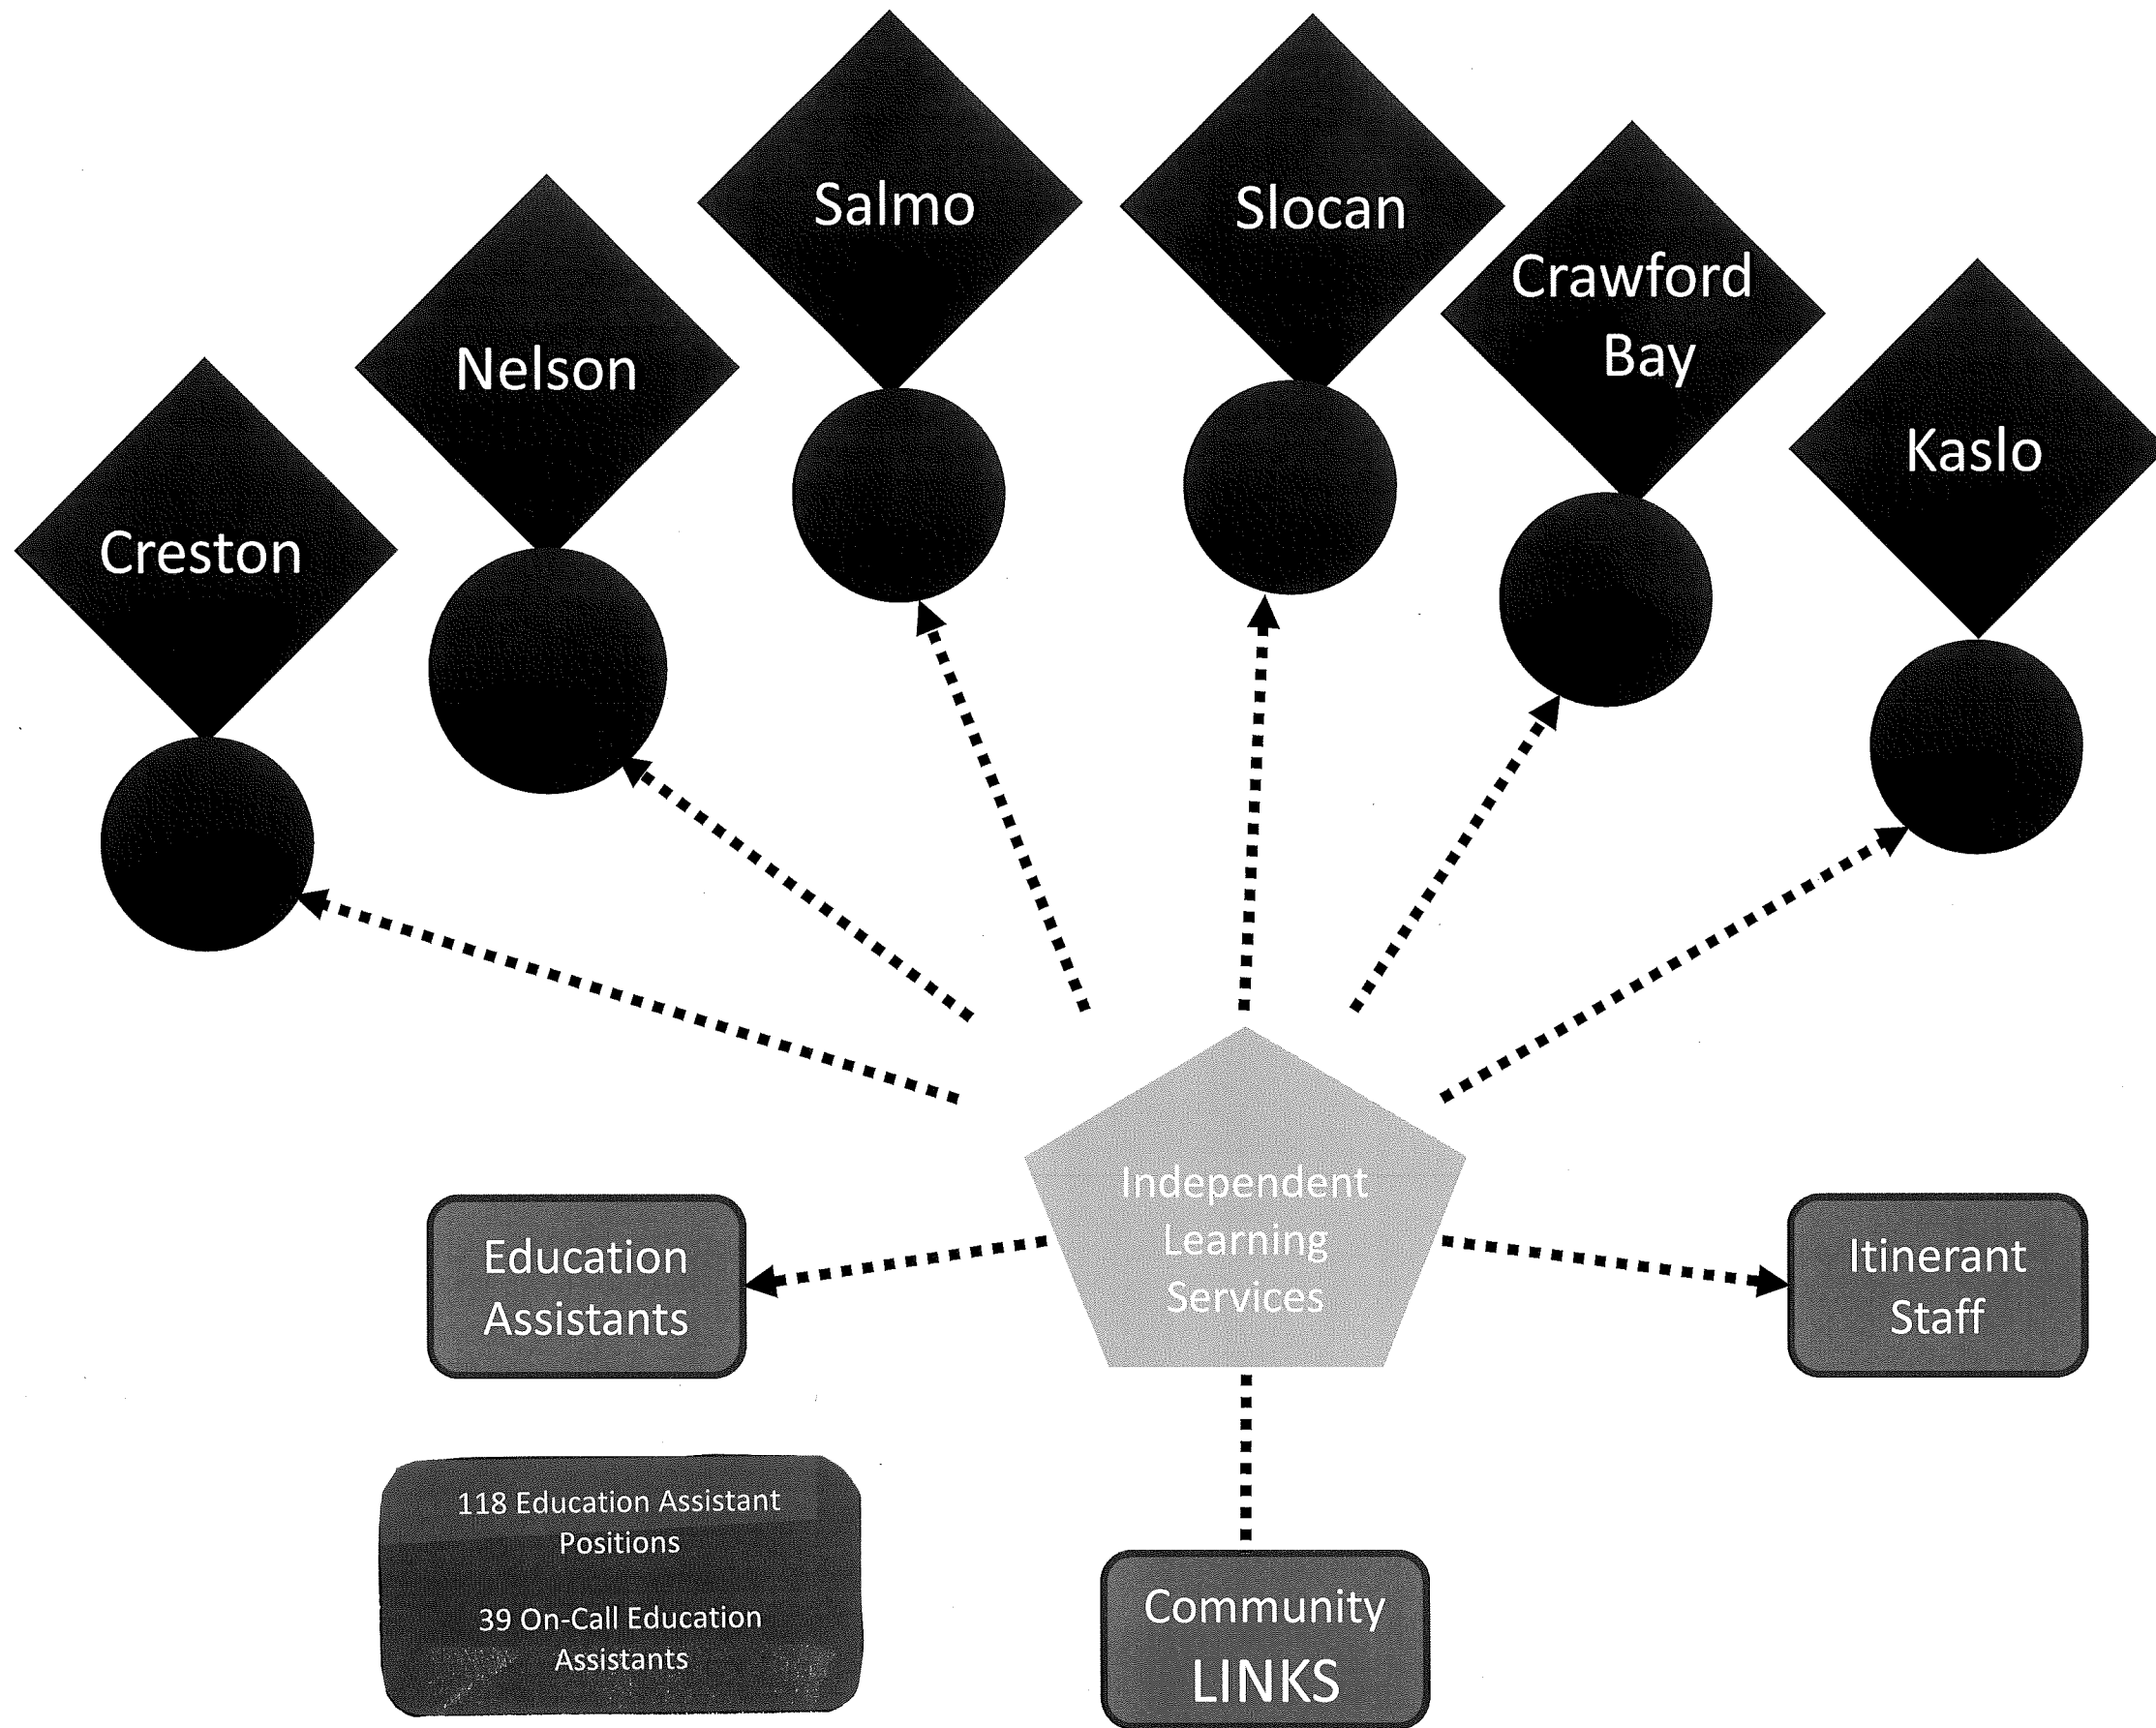 Salmo
Slocan
Crawford
Bay
Nelson
Kaslo
Creston
Independent
Learning
Services
Education
Assistants
Itinerant
Staff
118 Education Assistant
Positions
39 On-Call Education
Assistants
Community
LINKS